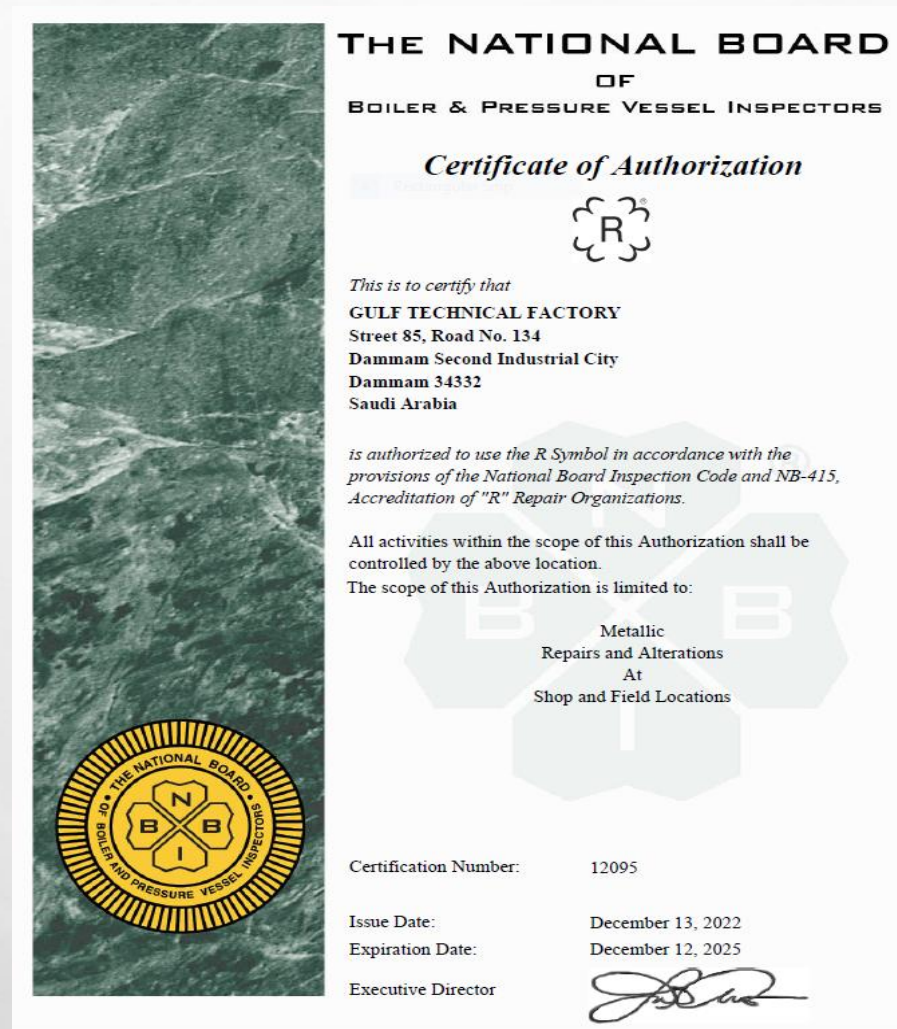 THE NATIONAL BOARD
OF
BOILER & PRESSURE VESSEL INSPECTORS
Certificate of Authorization
R®
This is to certify that
GULF TECHNICAL FACTORY
Street 85, Road No. 134
Dammam Second Industrial City
Dammam 34332
Saudi Arabia
is authorized to use the R Symbol in accordance with the
provisions of the National Board Inspection Code and NB-415,
Accreditation of "R" Repair Organizations.
All activities within the scope of this Authorization shall be
controlled by the above location.
The scope of this Authorization is limited to:
Metallic
Repairs and Alterations
At
Shop and Field Locations
N
B B
I
THE NATIONAL BOARD
OF BOILER AND PRESSURE VESSEL INSPECTORS
N
B B
I
Certification Number: 12095
Issue Date: December 13, 2022
Expiration Date: December 12, 2025
Executive Director